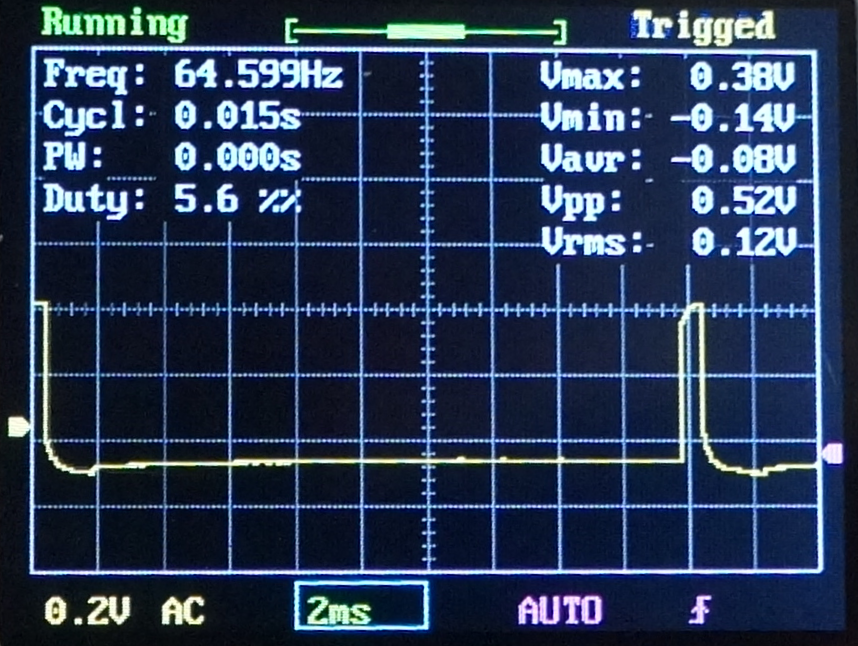 Running Trigged
Freq: 64.599Hz Vmax: 0.38V
Cycl: 0.015s Vmin: -0.14V
PW: 0.000s Vavr: -0.08V
Duty: 5.6 %% Vpp: 0.52V
Vrms: 0.12V
0.2V AC 2ms AUTO